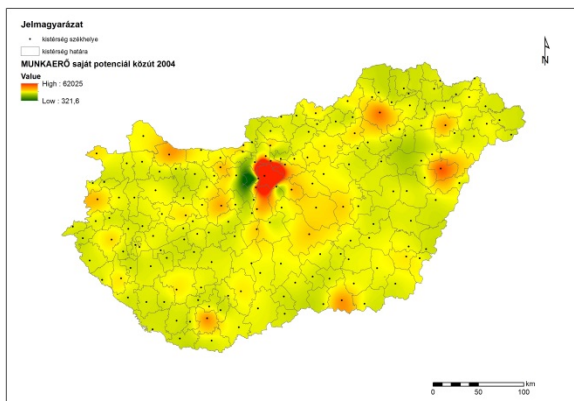 Jelmagyarázat
kistérség székhelye
kistérség határa
MUNKAERŐ saját potenciál közút 2004
Value
High : 62025
Low : 321,6
N
km
0 50 100